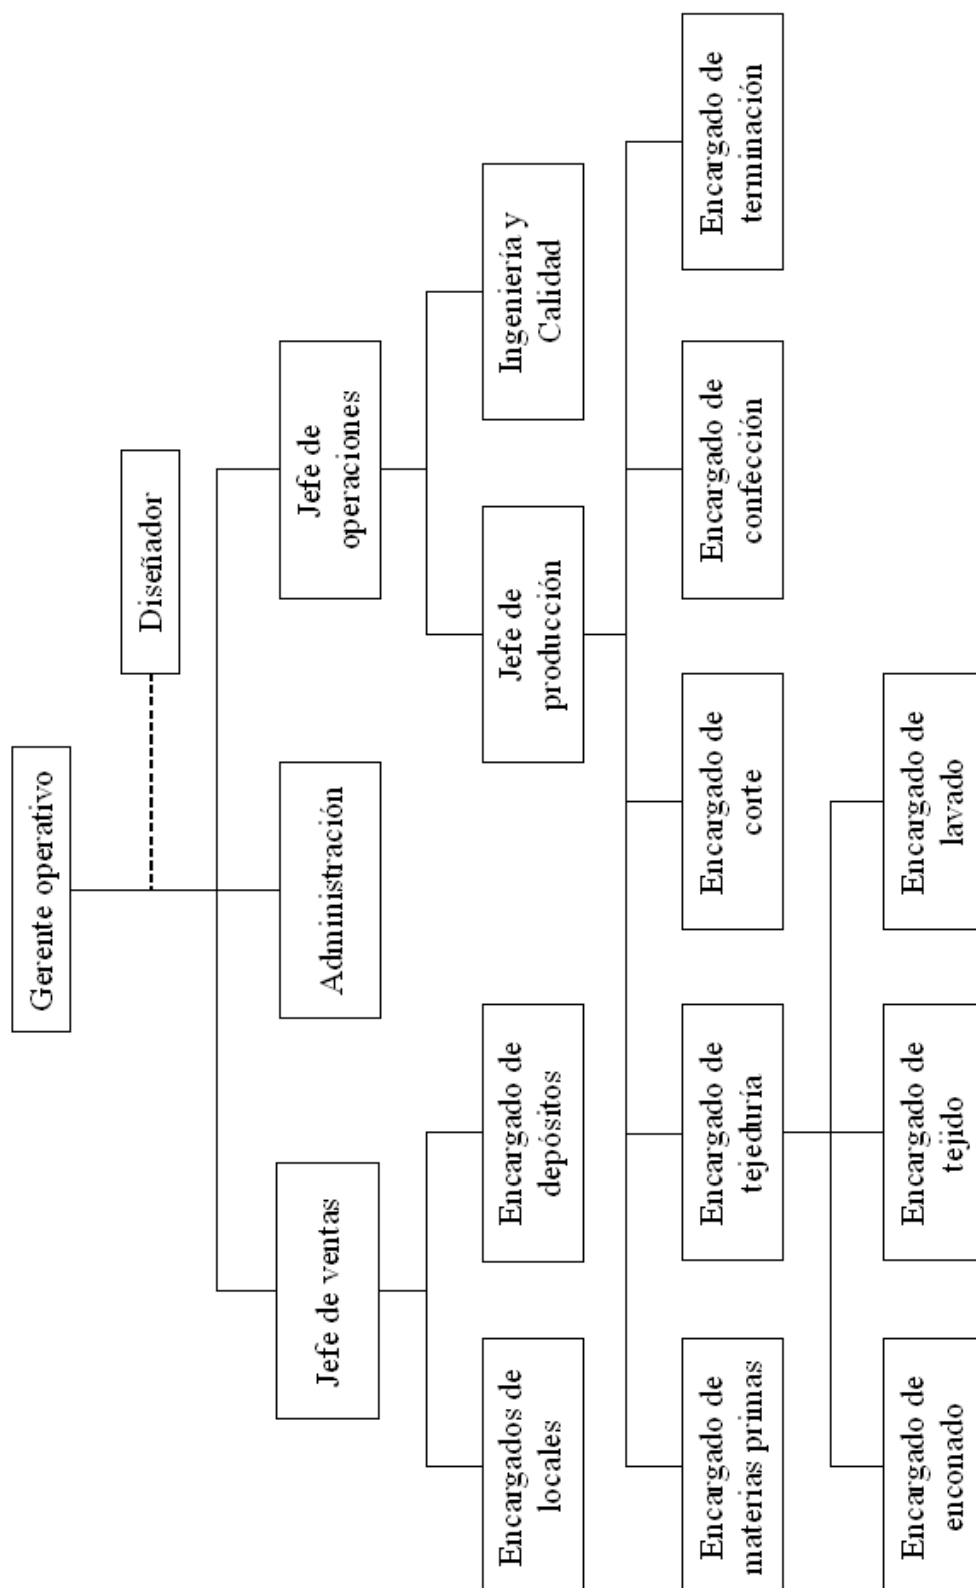 Gerente operativo
Diseñador
Jefe de ventas
Administración
Jefe de
operaciones
Encargados de
locales
Encargado de
depósitos
Jefe de
producción
Ingeniería y
Calidad
Encargado de
materias primas
Encargado de
tejeduría
Encargado de
corte
Encargado de
confección
Encargado de
terminación
Encargado de
enconado
Encargado de
tejido
Encargado de
lavado